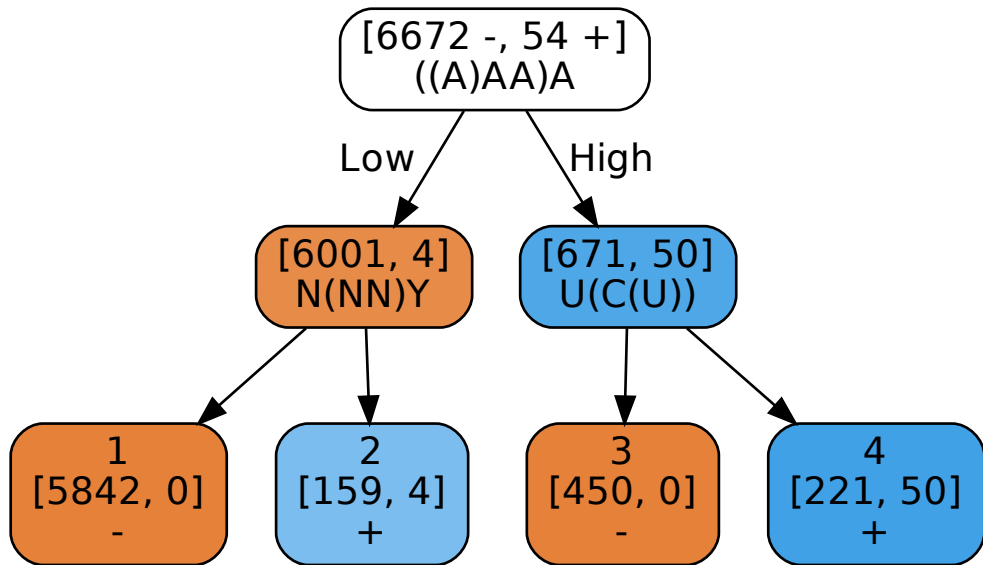 [6672 -, 54 +]
((A)AA)A
Low
High
[6001, 4]
N(NN)Y
[671, 50]
U(C(U))
1
[5842, 0]
-
2
[159, 4]
+
3
[450, 0]
-
4
[221, 50]
+